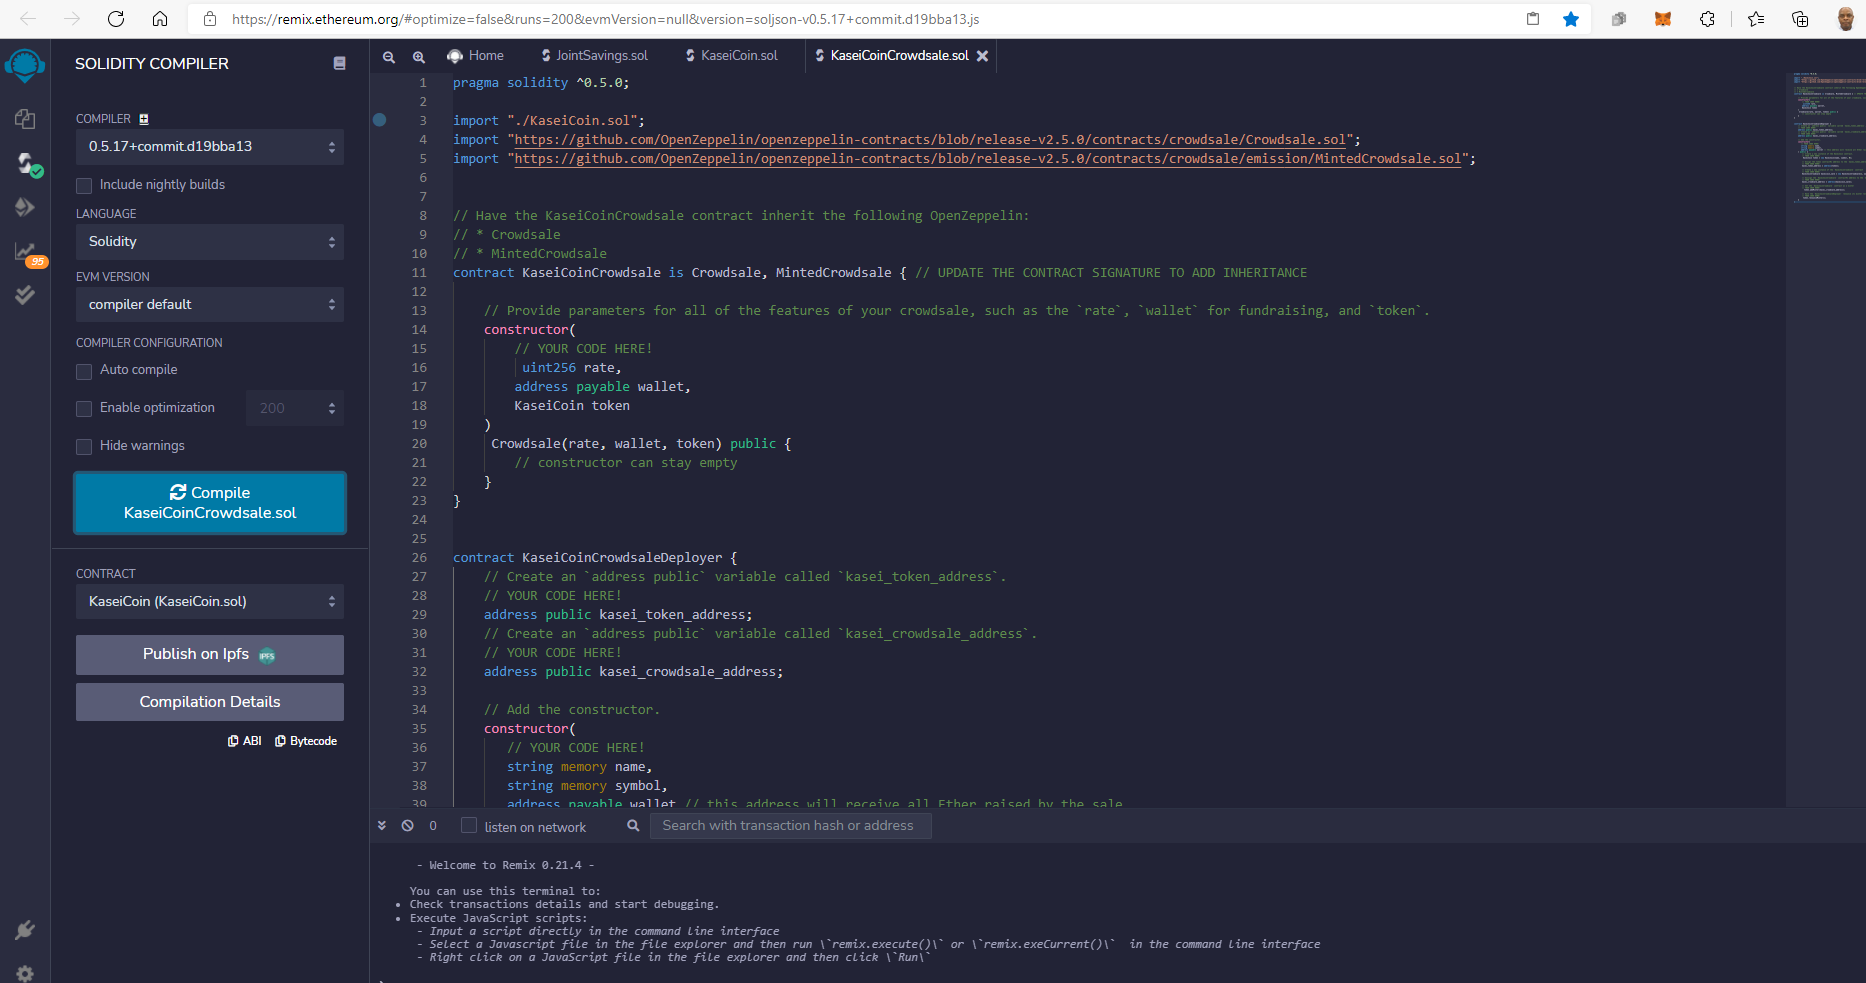 https://remix.ethereum.org/#optimize=false&runs=200&evmVersion=null&version=soljson-v0.5.17+commit.d19bba13.js
SOLIDITY COMPILER
COMPILER
0.5.17+commit.d19bba13
Include nightly builds
LANGUAGE
Solidity
EVM VERSION
compiler default
COMPILER CONFIGURATION
Auto compile
Enable optimization 200
Hide warnings
Compile
KaseiCoinCrowdsale.sol
CONTRACT
KaseiCoin (KaseiCoin.sol)
Publish on Ipfs IPFS
Compilation Details
ABI Bytecode
95
Home JointSavings.sol KaseiCoin.sol KaseiCoinCrowdsale.sol
1 pragma solidity ^0.5.0;
2
3 import "./KaseiCoin.sol";
4 import "https://github.com/OpenZeppelin/openzeppelin-contracts/blob/release-v2.5.0/contracts/crowdsale/Crowdsale.sol";
5 import "https://github.com/OpenZeppelin/openzeppelin-contracts/blob/release-v2.5.0/contracts/crowdsale/emission/MintedCrowdsale.sol";
6
7
8 // Have the KaseiCoinCrowdsale contract inherit the following OpenZeppelin:
9 // * Crowdsale
10 // * MintedCrowdsale
11 contract KaseiCoinCrowdsale is Crowdsale, MintedCrowdsale { // UPDATE THE CONTRACT SIGNATURE TO ADD INHERITANCE
12
13 // Provide parameters for all of the features of your crowdsale, such as the `rate`, `wallet` for fundraising, and `token`.
14 constructor(
15 // YOUR CODE HERE!
16 uint256 rate,
17 address payable wallet,
18 KaseiCoin token
19 )
20 Crowdsale(rate, wallet, token) public {
21 // constructor can stay empty
22 }
23 }
24
25
26 contract KaseiCoinCrowdsaleDeployer {
27 // Create an `address public` variable called `kasei_token_address`.
28 // YOUR CODE HERE!
29 address public kasei_token_address;
30 // Create an `address public` variable called `kasei_crowdsale_address`.
31 // YOUR CODE HERE!
32 address public kasei_crowdsale_address;
33
34 // Add the constructor.
35 constructor(
36 // YOUR CODE HERE!
37 string memory name,
38 string memory symbol,
39 address payable wallet // this address will receive all Ether raised by the sale
0 listen on network Search with transaction hash or address
- Welcome to Remix 0.21.4 -
You can use this terminal to:
• Check transactions details and start debugging.
• Execute JavaScript scripts:
- Input a script directly in the command line interface
- Select a Javascript file in the file explorer and then run \`remix.execute()\` or \`remix.exeCurrent()\` in the command line interface
- Right click on a JavaScript file in the file explorer and then click \`Run\`